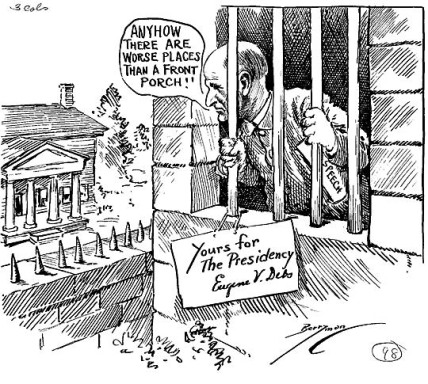 3 cols
ANYHOW
THERE ARE
WORSE PLACES
THAN A FRONT
PORCH!!
SPEECH
Yours for
The Presidency
Eugene V. Debs
Berryman
98